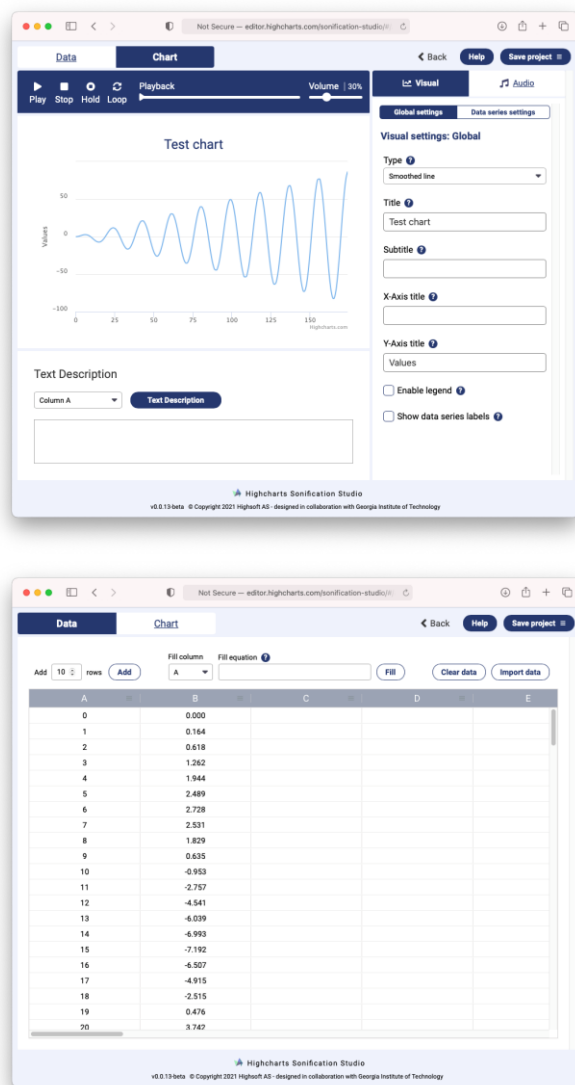 Not Secure — editor.highcharts.com/sonification-studio/#
Data Chart Back Help Save project
Play Stop Hold Loop Playback Volume | 30%
Visual Audio
Global settings Data series settings
Visual settings: Global
Test chart
Values
50
0
−50
−100
0 25 50 75 100 125 150
Highcharts.com
Type ?
Smoothed line
Title ?
Test chart
Subtitle ?
X-Axis title ?
Y-Axis title ?
Values
Enable legend ?
Show data series labels ?
Text Description
Column A Text Description
Highcharts Sonification Studio
v0.0.13-beta © Copyright 2021 Highsoft AS - designed in collaboration with Georgia Institute of Technology
Not Secure — editor.highcharts.com/sonification-studio/#
Data Chart Back Help Save project
Fill column Fill equation ?
Add 10 rows Add A Fill Clear data Import data
A B C D E
0 0.000
1 0.164
2 0.618
3 1.262
4 1.944
5 2.489
6 2.728
7 2.531
8 1.829
9 0.635
10 -0.953
11 -2.757
12 -4.541
13 -6.039
14 -6.993
15 -7.192
16 -6.507
17 -4.915
18 -2.515
19 0.476
20 3.742
Highcharts Sonification Studio
v0.0.13-beta © Copyright 2021 Highsoft AS - designed in collaboration with Georgia Institute of Technology